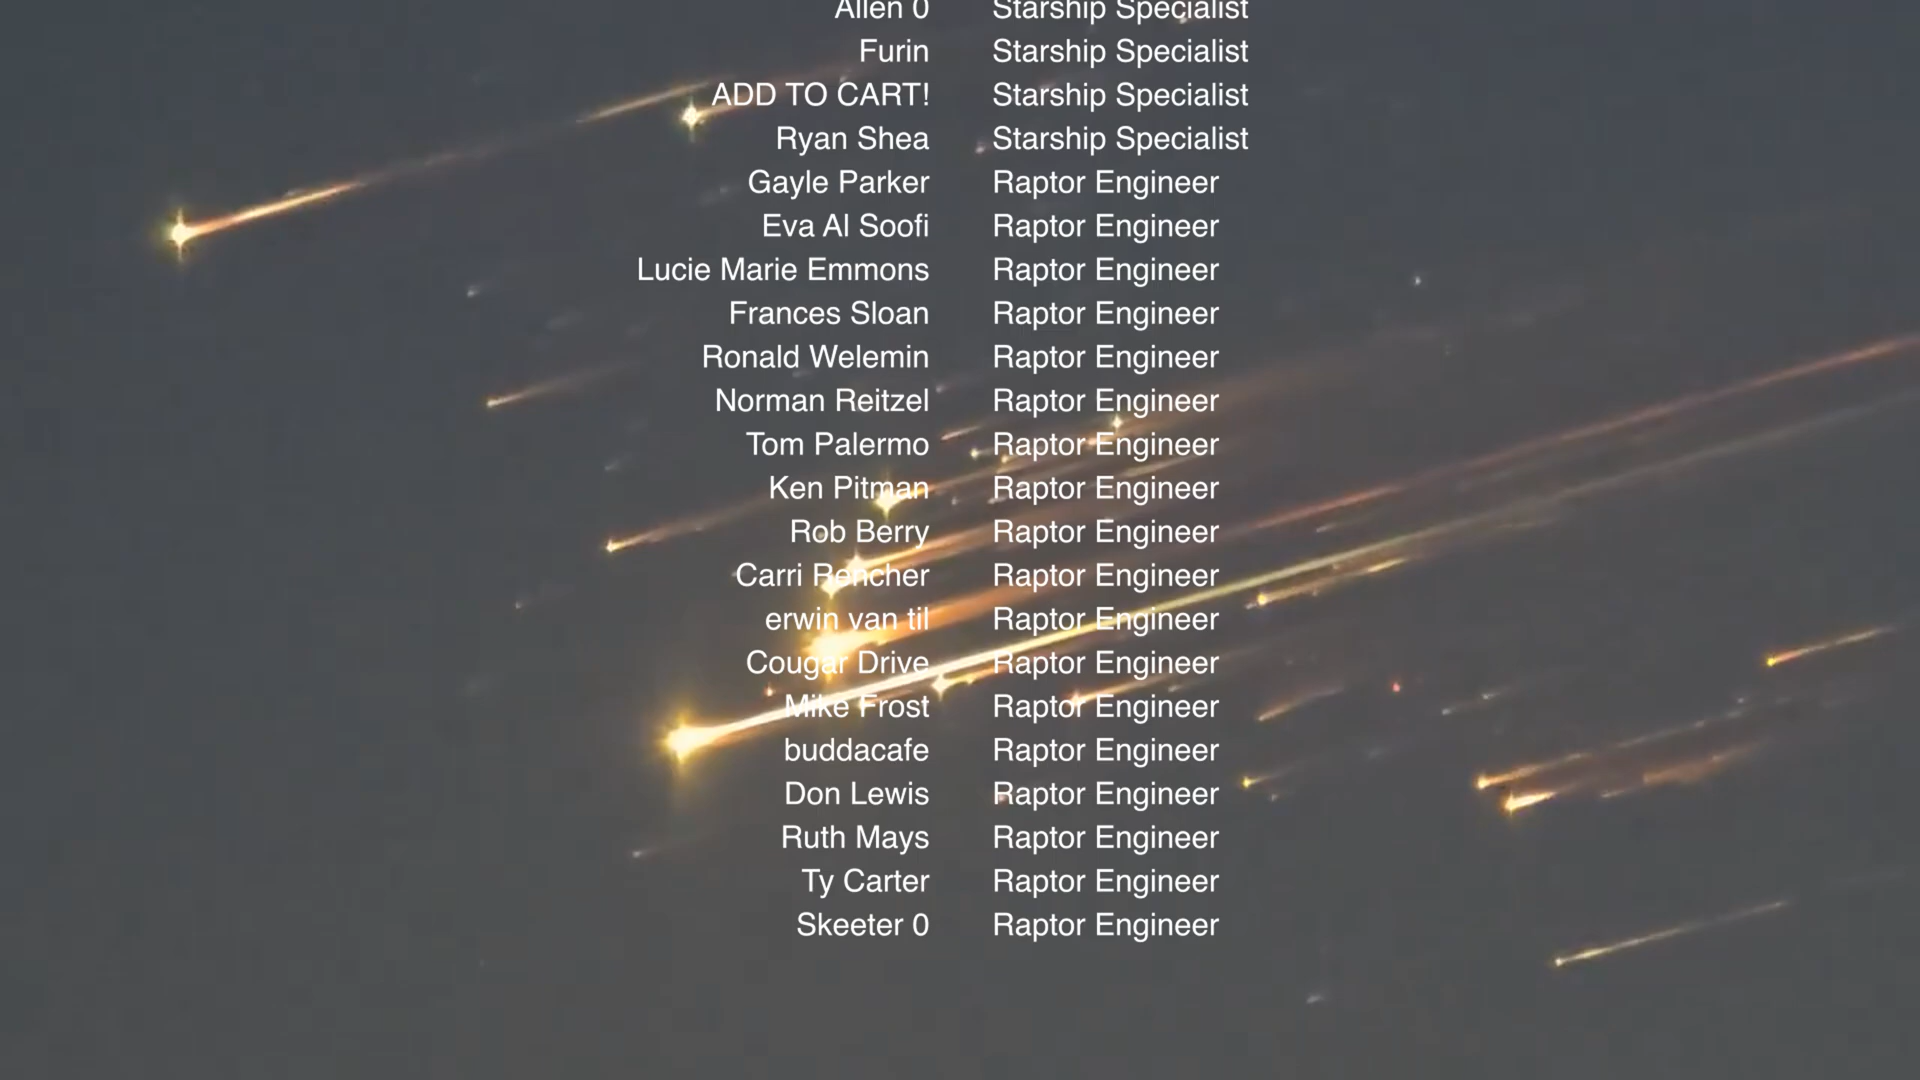 Allen 0 Starship Specialist
Furin Starship Specialist
ADD TO CART! Starship Specialist
Ryan Shea Starship Specialist
Gayle Parker Raptor Engineer
Eva Al Soofi Raptor Engineer
Lucie Marie Emmons Raptor Engineer
Frances Sloan Raptor Engineer
Ronald Welemin Raptor Engineer
Norman Reitzel Raptor Engineer
Tom Palermo Raptor Engineer
Ken Pitman Raptor Engineer
Rob Berry Raptor Engineer
Carri Rencher Raptor Engineer
erwin van til Raptor Engineer
Cougar Drive Raptor Engineer
Mike Frost Raptor Engineer
buddacafe Raptor Engineer
Don Lewis Raptor Engineer
Ruth Mays Raptor Engineer
Ty Carter Raptor Engineer
Skeeter 0 Raptor Engineer